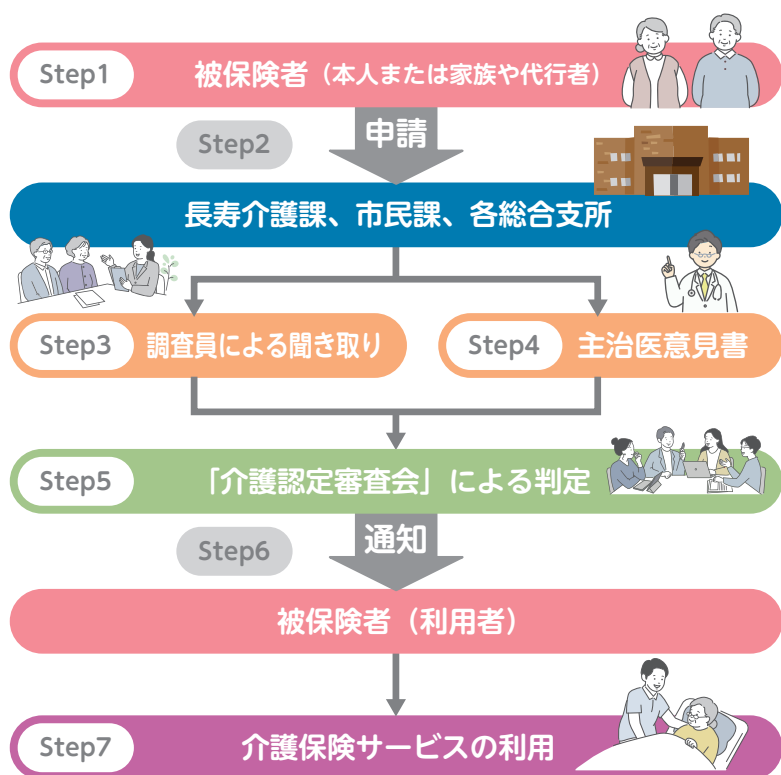 Step1 被保険者（本人または家族や代行者）
Step2 申請
長寿介護課、市民課、各総合支所
Step3 調査員による聞き取り
Step4 主治医意見書
Step5 「介護認定審査会」による判定
Step6 通知
被保険者（利用者）
Step7 介護保険サービスの利用